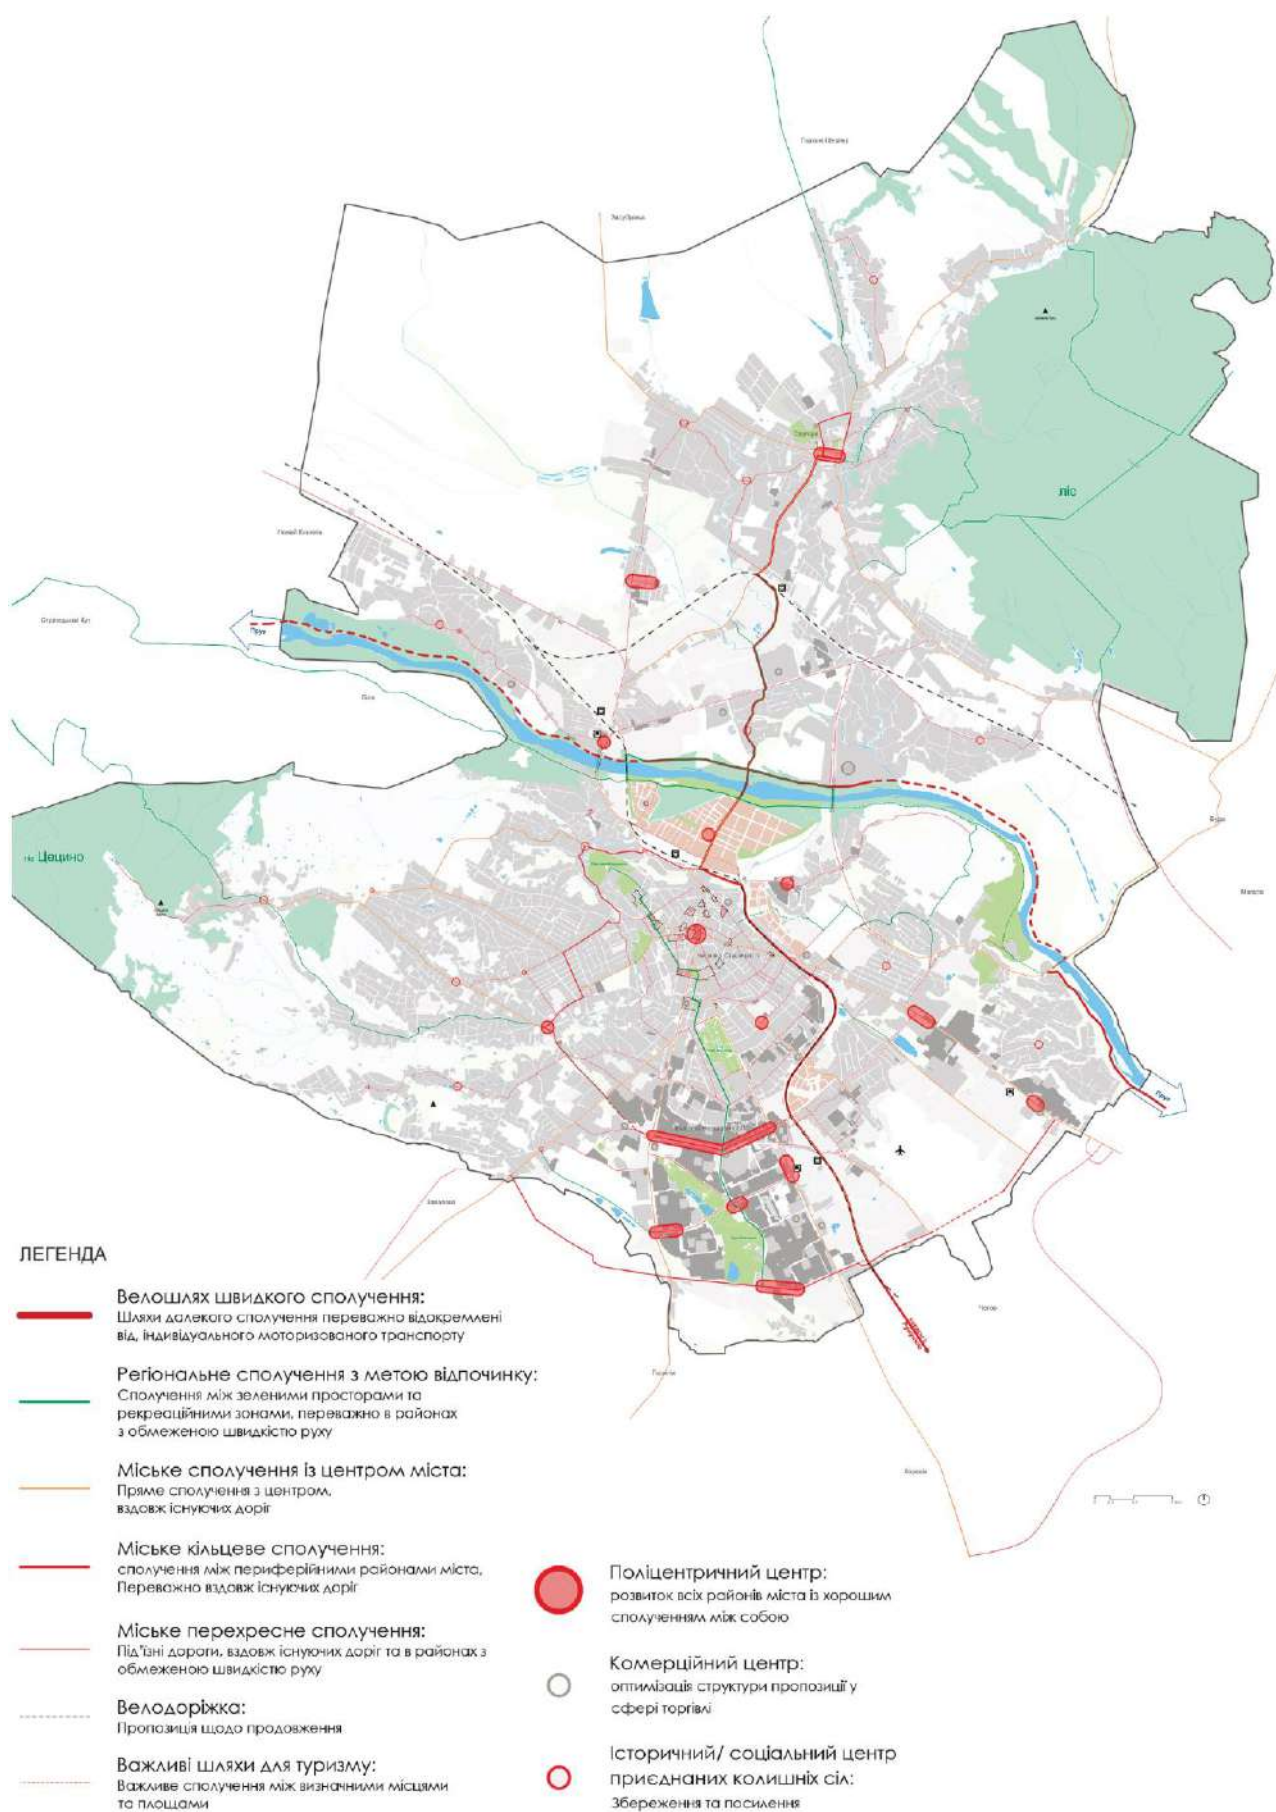 Прут
ліс
ліс Цецино
Прут
ЛЕГЕНДА
Велошлях швидкого сполучення:
Шляхи далекого сполучення переважно відокремлені
від, індивідуального моторизованого транспорту
Регіональне сполучення з метою відпочинку:
Сполучення між зеленими просторами та
рекреаційними зонами, переважно в районах
з обмеженою швидкістю руху
Міське сполучення із центром міста:
Пряме сполучення з центром,
вздовж існуючих доріг
Міське кільцеве сполучення:
сполучення між периферійними районами міста,
Переважно вздовж існуючих доріг
Міське перехресне сполучення:
Під'їзні дороги, вздовж існуючих доріг та в районах з
обмеженою швидкістю руху
Велодоріжка:
Пропозиція щодо продовження
Важливі шляхи для туризму:
Важливе сполучення між визначними місцями
та площами
Поліцентричний центр:
розвиток всіх районів міста із хорошим
сполученням між собою
Комерційний центр:
оптимізація структури пропозиції у
сфері торгівлі
Історичний/ соціальний центр
приєднаних колишніх сіл:
Збереження та посилення